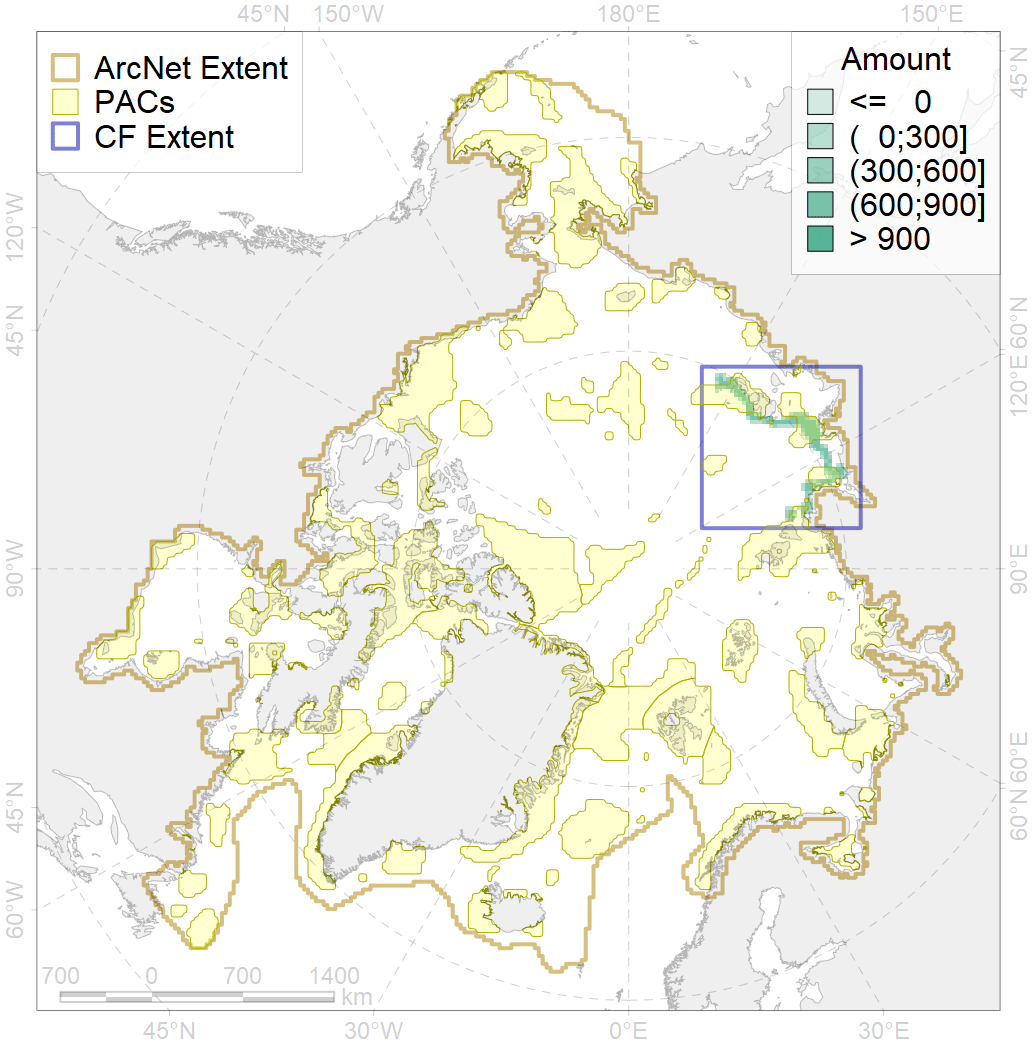 45°N 150°W 180°E 150°E
ArcNet Extent
PACs
CF Extent
Amount
<= 0
( 0;300]
(300;600]
(600;900]
> 900
45°N
120°W
60°N
45°N
120°E
90°W
90°E
60°E
45°N
60°N
60°W
700 0 700 1400
km
45°N 30°W 0°E 30°E